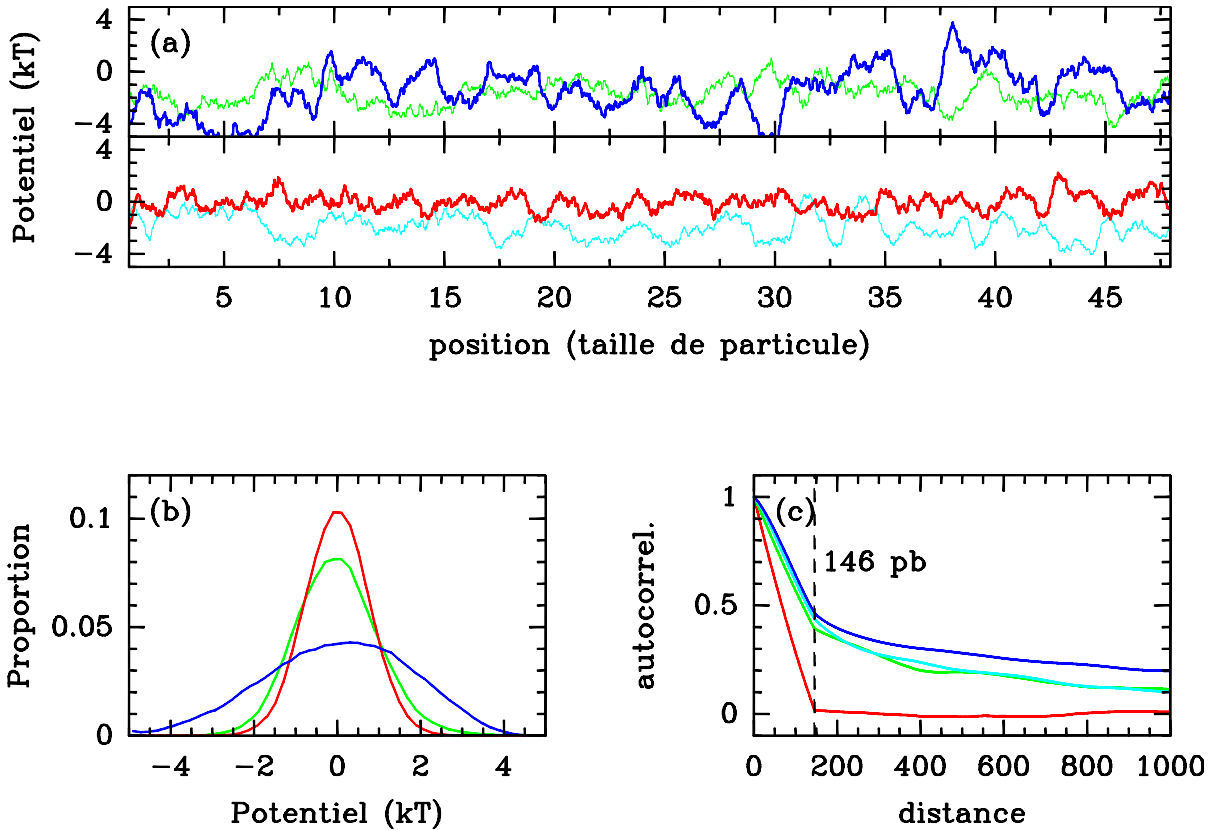 (a)
Potentiel (kT)
4
0
−4
4
0
−4
5 10 15 20 25 30 35 40 45
position (taille de particule)
(b)
Proportion
0.1
0.05
0
−4 −2 0 2 4
Potentiel (kT)
(c)
autocorrel.
1
0.5
0
146 pb
0 200 400 600 800 1000
distance